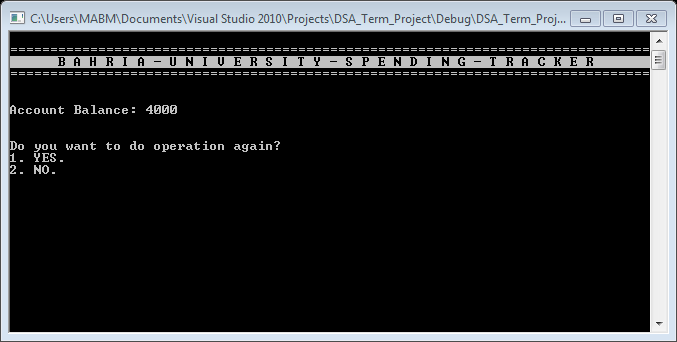 C:\Users\MABM\Documents\Visual Studio 2010\Projects\DSA_Term_Project\Debug\DSA_Term_Proj...
================================================================================
B A H R I A - U N I V E R S I T Y - S P E N D I N G - T R A C K E R
================================================================================
Account Balance: 4000
Do you want to do operation again?
1. YES.
2. NO.